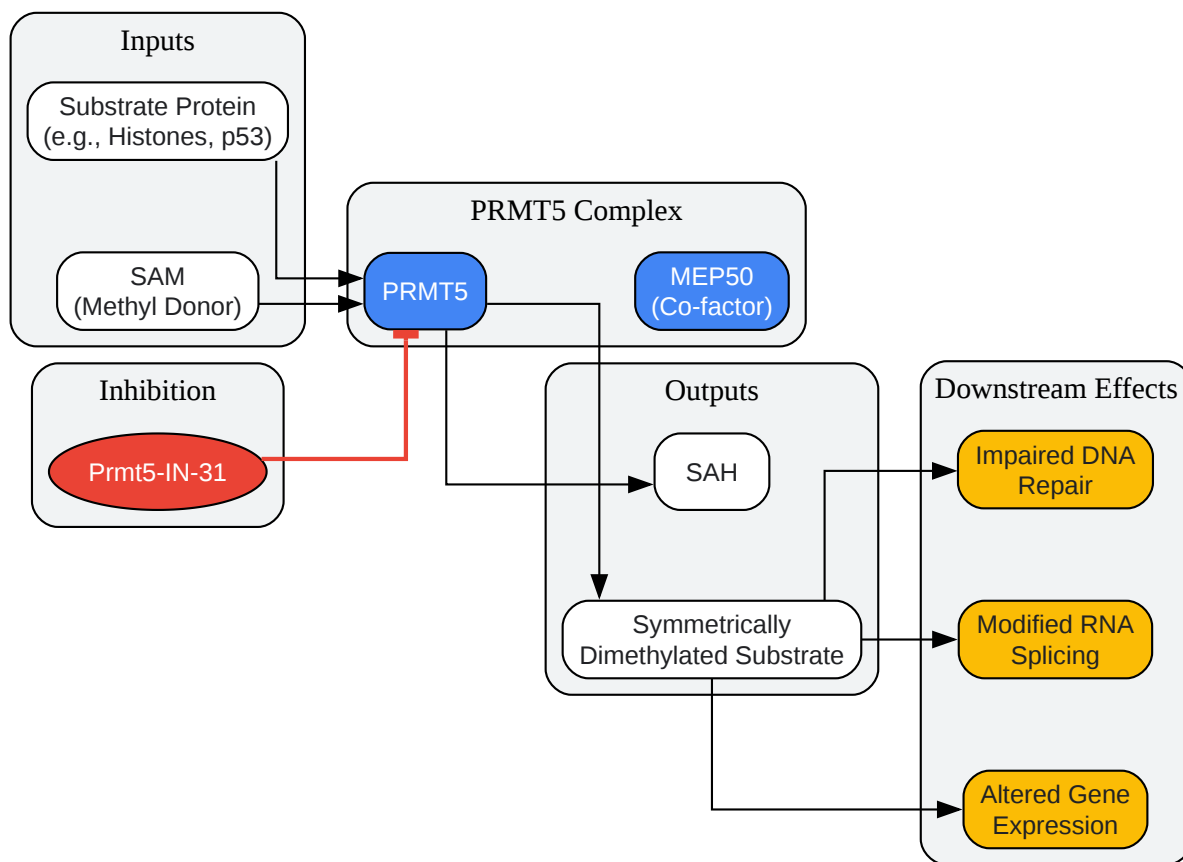 Inputs
Substrate Protein
(e.g., Histones, p53)
SAM
(Methyl Donor)
PRMT5 Complex
PRMT5
MEP50
(Co-factor)
Inhibition
Prmt5-IN-31
Outputs
SAH
Symmetrically
Dimethylated Substrate
Downstream Effects
Impaired DNA
Repair
Modified RNA
Splicing
Altered Gene
Expression